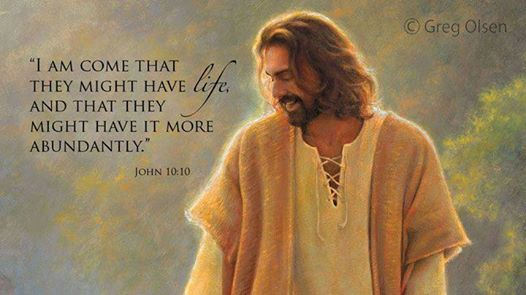 © Greg Olsen
“I AM COME THAT
THEY MIGHT HAVE life,
AND THAT THEY
MIGHT HAVE IT MORE
ABUNDANTLY.”
JOHN 10:10